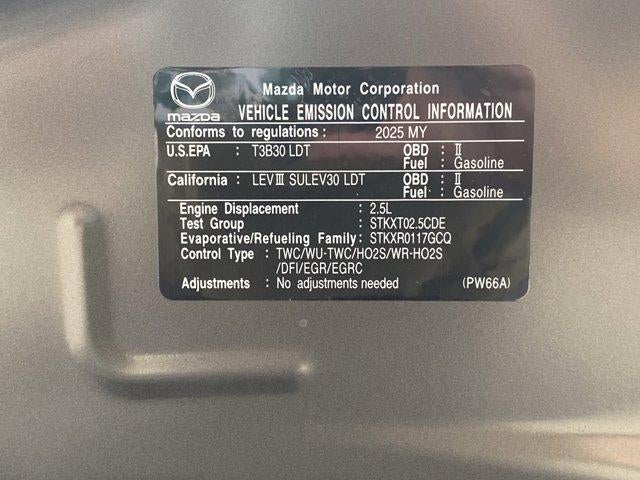 Mazda Motor Corporation
mazda VEHICLE EMISSION CONTROL INFORMATION
Conforms to regulations : 2025 MY
U.S.EPA : T3B30 LDT OBD : II
Fuel : Gasoline
California : LEVⅢ SULEV30 LDT OBD : II
Fuel : Gasoline
Engine Displacement : 2.5L
Test Group : STKXT02.5CDE
Evaporative/Refueling Family: STKXR0117GCQ
Control Type : TWC/WU-TWC/HO2S/WR-HO2S
/DFI/EGR/EGRC
Adjustments : No adjustments needed (PW66A)